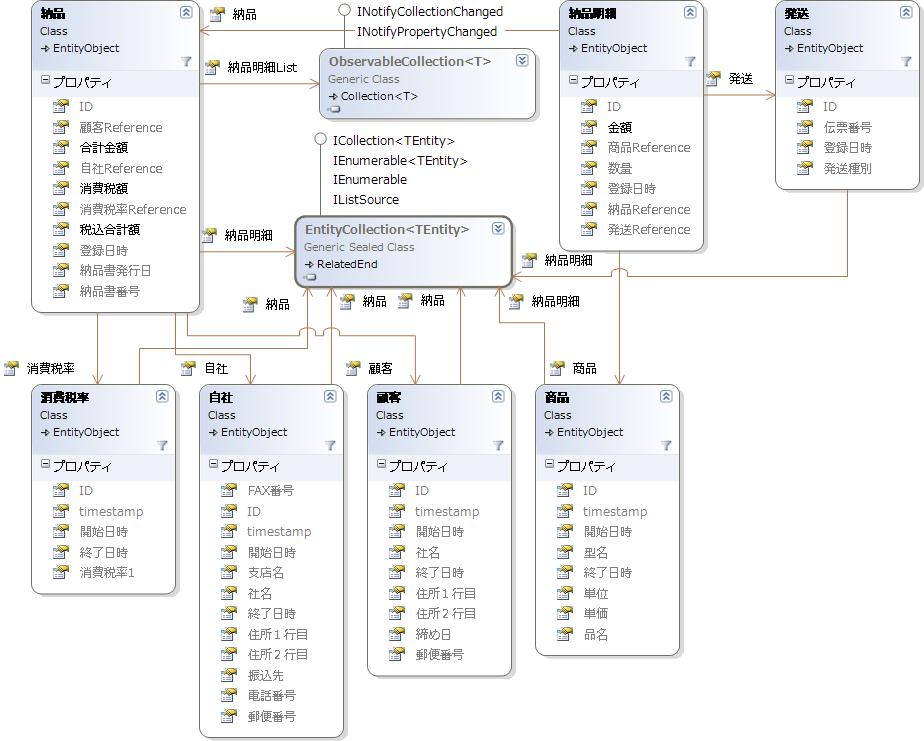 納品
Class
EntityObject
プロパティ
ID
顧客Reference
合計金額
自社Reference
消費税額
消費税率Reference
税込合計金額
登録日時
納品書発行日
納品書番号
納品
INotifyCollectionChanged
INotifyPropertyChanged
納品明細List
ObservableCollection<T>
Generic Class
Collection<T>
ICollection<TEntity>
IEnumerable<TEntity>
IEnumerable
IListSource
納品明細
EntityCollection<TEntity>
Generic Sealed Class
RelatedEnd
納品明細
Class
EntityObject
プロパティ
ID
金額
商品Reference
数量
登録日時
納品Reference
発送Reference
発送
発送
Class
EntityObject
プロパティ
ID
伝票番号
登録日時
発送種別
納品明細
納品
納品
納品
納品明細
消費税率
自社
顧客
商品
消費税率
Class
EntityObject
プロパティ
ID
timestamp
開始日時
終了日時
消費税率1
自社
Class
EntityObject
プロパティ
FAX番号
ID
timestamp
開始日時
支店名
社名
終了日時
住所1行目
住所2行目
振込先
電話番号
郵便番号
顧客
Class
EntityObject
プロパティ
ID
timestamp
開始日時
社名
終了日時
住所1行目
住所2行目
締め日
郵便番号
商品
Class
EntityObject
プロパティ
ID
timestamp
開始日時
型名
終了日時
単位
単価
品名